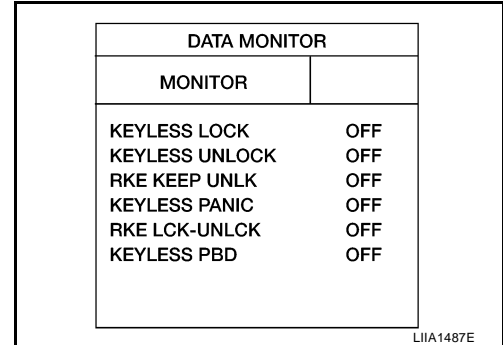 DATA MONITOR
MONITOR
KEYLESS LOCK OFF
KEYLESS UNLOCK OFF
RKE KEEP UNLK OFF
KEYLESS PANIC OFF
RKE LCK-UNLCK OFF
KEYLESS PBD OFF
LIIA1487E